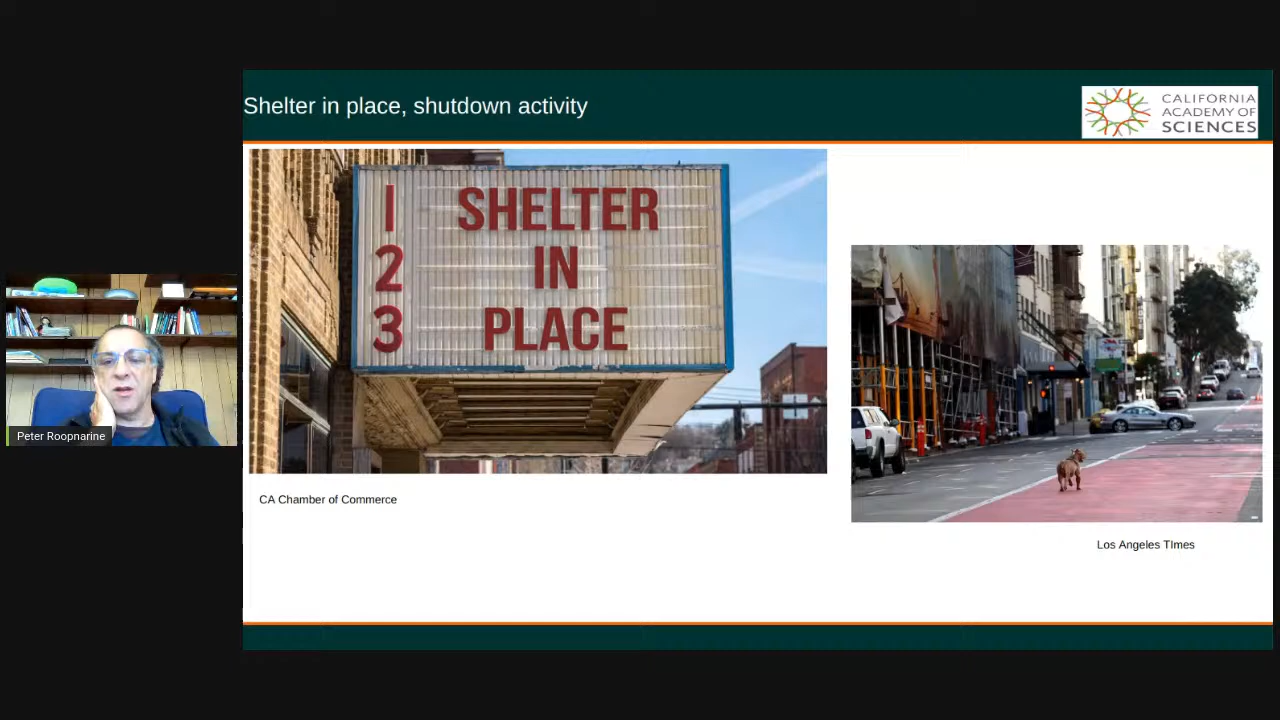 Shelter in place, shutdown activity
CALIFORNIA
ACADEMY OF
SCIENCES
1 SHELTER
2 IN
3 PLACE
Peter Roopnarine
CA Chamber of Commerce
Los Angeles TImes